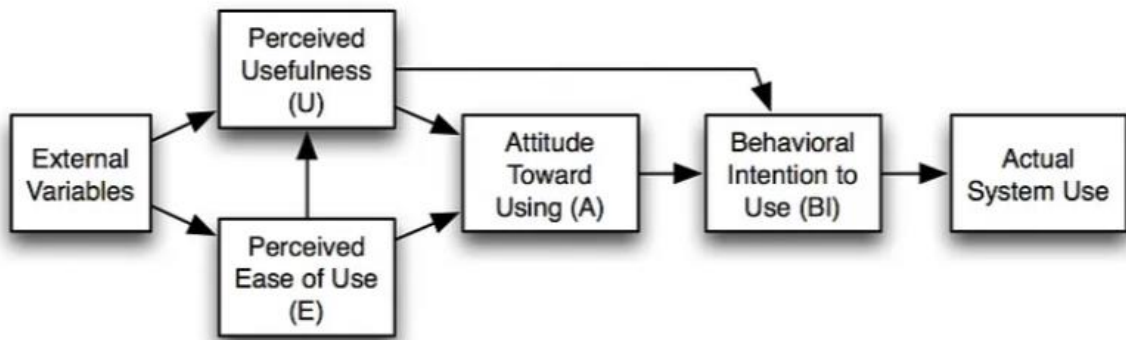 External
Variables
Perceived
Usefulness
(U)
Perceived
Ease of Use
(E)
Attitude
Toward
Using (A)
Behavioral
Intention to
Use (BI)
Actual
System Use